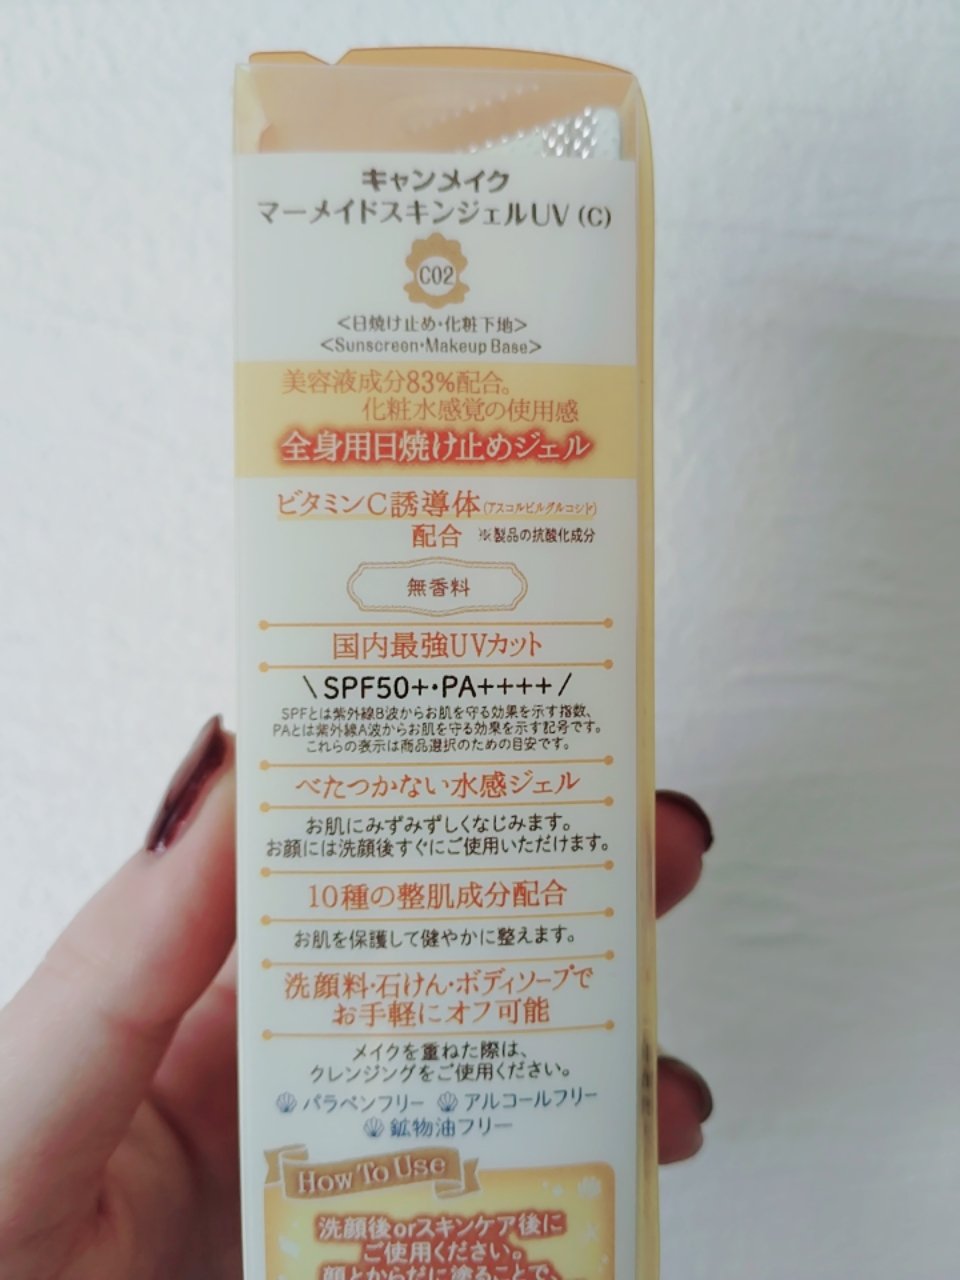 キャンメイク
マーメイドスキンジェルUV (C)
C02
<日焼け止め・化粧下地>
<Sunscreen・Makeup Base>
美容液成分83%配合。
化粧水感覚の使用感
全身用日焼け止めジェル
ビタミンC誘導体(アスコルビルグルコシド)
配合 ※製品の抗酸化成分
無香料
国内最強UVカット
\ SPF50+・PA++++ /
SPFとは紫外線B波からお肌を守る効果を示す指数、
PAとは紫外線A波からお肌を守る効果を示す記号です。
これらの表示は商品選択のための目安です。
べたつかない水感ジェル
お肌にみずみずしくなじみます。
お顔には洗顔後すぐにご使用いただけます。
10種の整肌成分配合
お肌を保護して健やかに整えます。
洗顔料・石けん・ボディソープで
お手軽にオフ可能
メイクを重ねた際は、
クレンジングをご使用ください。
パラベンフリー アルコールフリー
鉱物油フリー
How To Use
洗顔後orスキンケア後に
ご使用ください。
顔とからだに塗ることで、